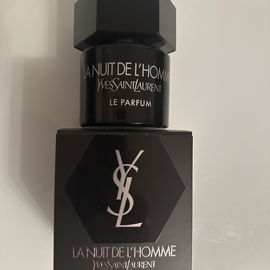 LA NUIT DE L'HOMME
YVESSAINTLAURENT
LE PARFUM
YSL
LA NUIT DE L'HOMME
YVESSAINTLAURENT